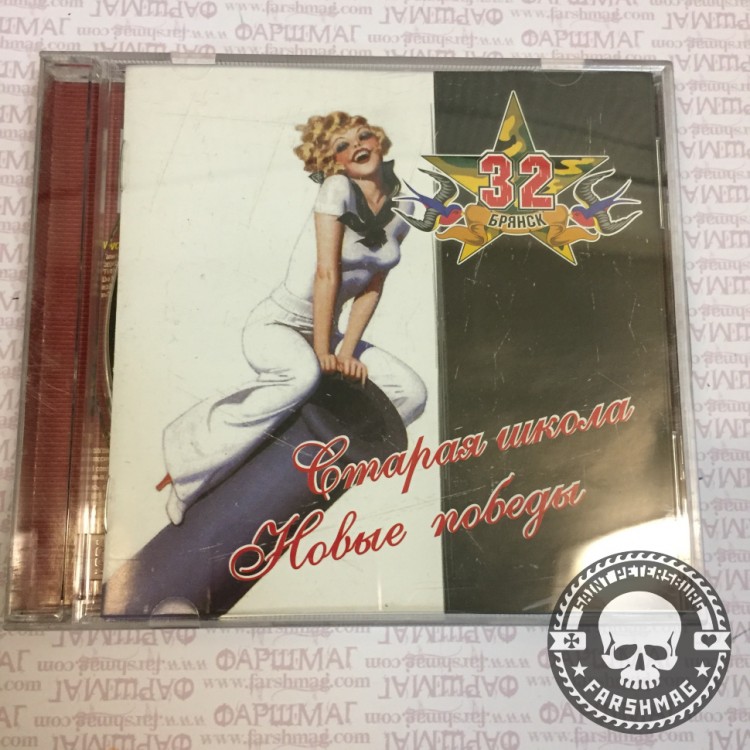 ФАРШМАГ www.farshmag.com
32
БРЯНСК
Старая школа
Новые победы
SAINT PETERSBURG
FARSHMAG